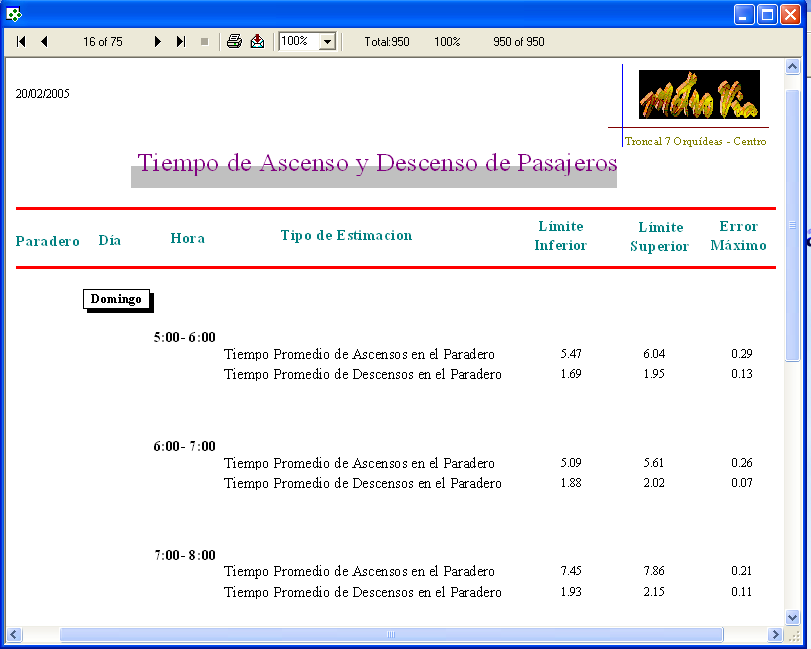 16 of 75 100% Total:950 100% 950 of 950
20/02/2005
Metro Via
Troncal 7 Orquídeas - Centro
Tiempo de Ascenso y Descenso de Pasajeros
Paradero Día Hora Tipo de Estimacion Límite Inferior Límite Superior Error Máximo
Domingo
5:00- 6:00
Tiempo Promedio de Ascensos en el Paradero 5.47 6.04 0.29
Tiempo Promedio de Descensos en el Paradero 1.69 1.95 0.13
6:00- 7:00
Tiempo Promedio de Ascensos en el Paradero 5.09 5.61 0.26
Tiempo Promedio de Descensos en el Paradero 1.88 2.02 0.07
7:00- 8:00
Tiempo Promedio de Ascensos en el Paradero 7.45 7.86 0.21
Tiempo Promedio de Descensos en el Paradero 1.93 2.15 0.11